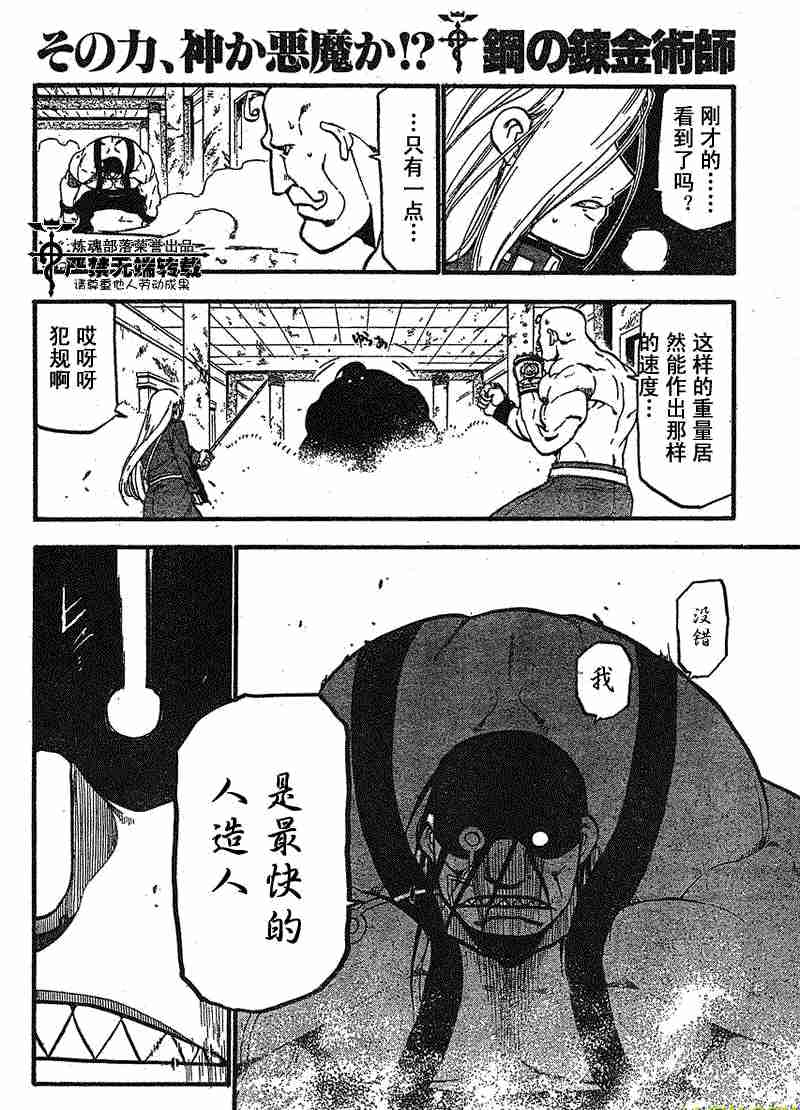 その力、神か悪魔か!? 鋼の錬金術師
刚才的……
看到了吗？
…只有一点…
炼魂部落荣誉出品
严禁无端转载
请尊重他人劳动成果
这样的重量居
然能作出那样
的速度…
ゆらぁ
哎呀呀
犯规啊
没错
我
是最快的
人造人